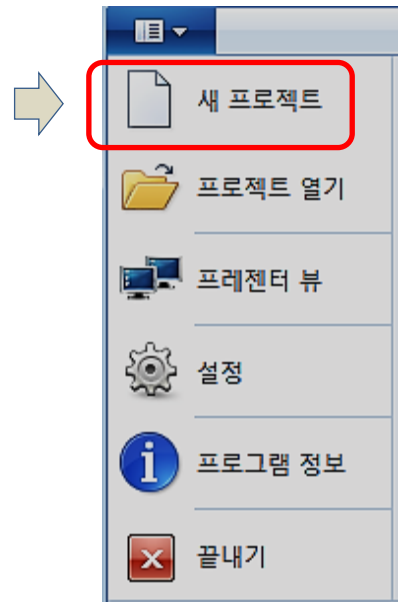 새 프로젝트
프로젝트 열기
프레젠터 뷰
설정
프로그램 정보
끝내기